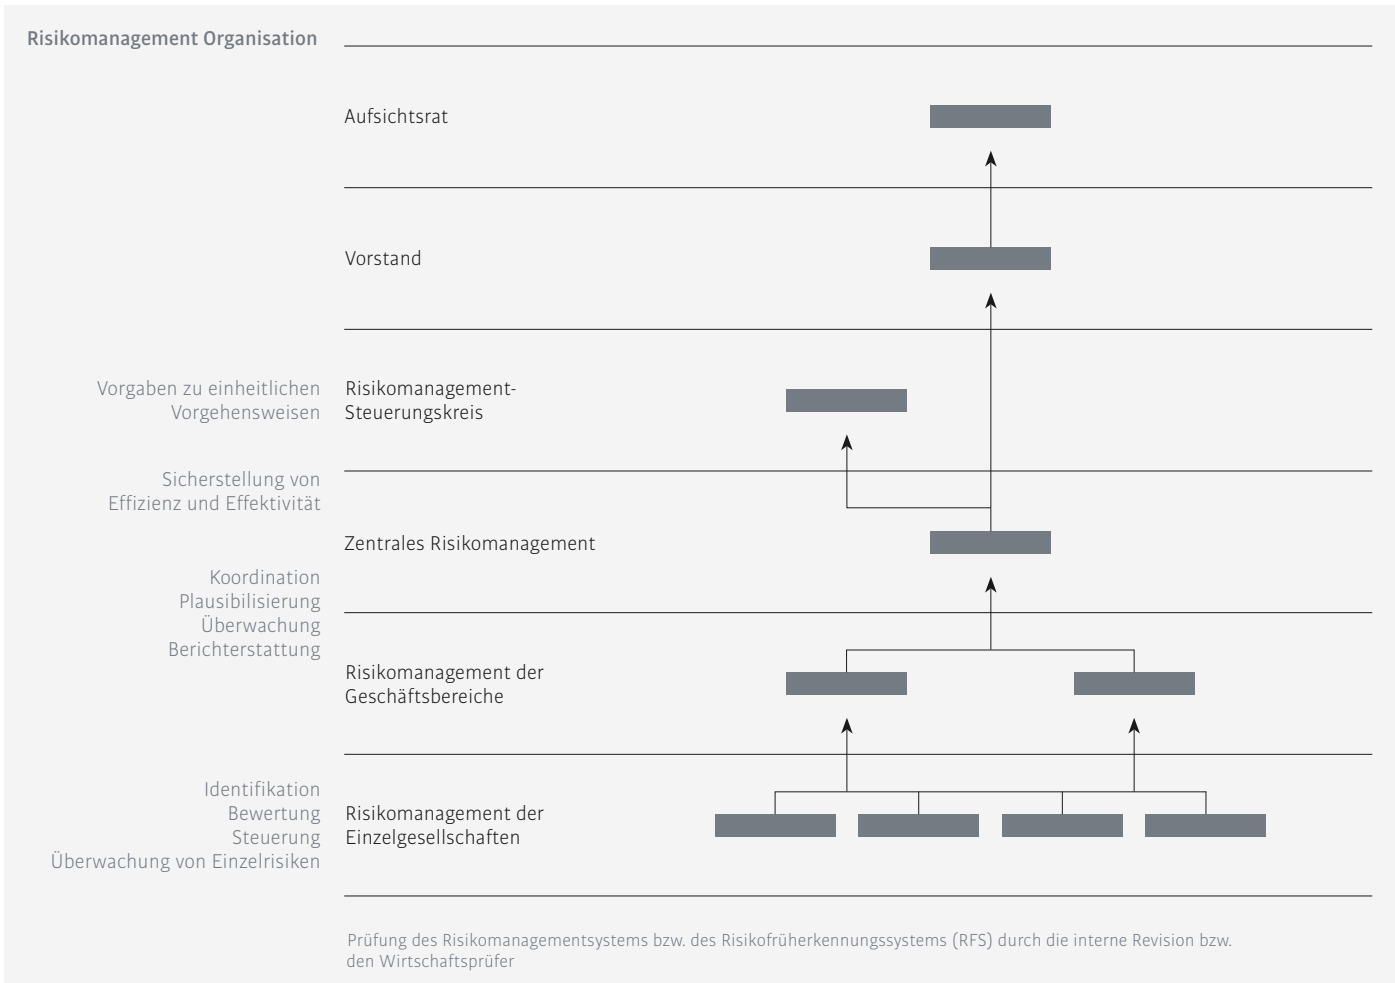 Risikomanagement Organisation
Aufsichtsrat
Vorstand
Vorgaben zu einheitlichen
Vorgehensweisen
Risikomanagement-
Steuerungskreis
Sicherstellung von
Effizienz und Effektivität
Zentrales Risikomanagement
Koordination
Plausibilisierung
Überwachung
Berichterstattung
Risikomanagement der
Geschäftsbereiche
Identifikation
Bewertung
Steuerung
Überwachung von Einzelrisiken
Risikomanagement der
Einzelgesellschaften
Prüfung des Risikomanagementsystems bzw. des Risikofrüherkennungssystems (RFS) durch die interne Revision bzw.
den Wirtschaftsprüfer